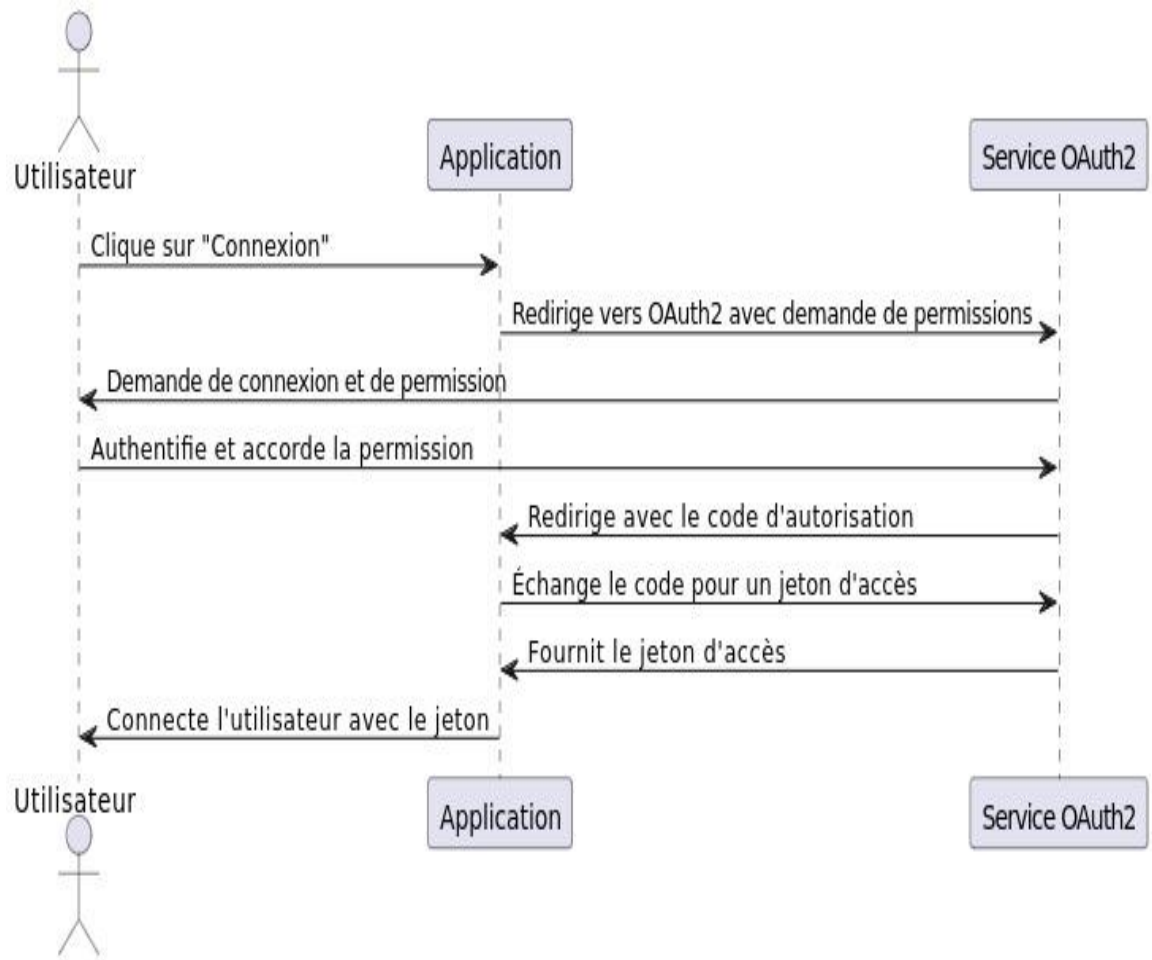 Utilisateur
Application
Service OAuth2
Clique sur "Connexion"
Redirige vers OAuth2 avec demande de permissions
Demande de connexion et de permission
Authentifie et accorde la permission
Redirige avec le code d'autorisation
Échange le code pour un jeton d'accès
Fournit le jeton d'accès
Connecte l'utilisateur avec le jeton
Utilisateur
Application
Service OAuth2